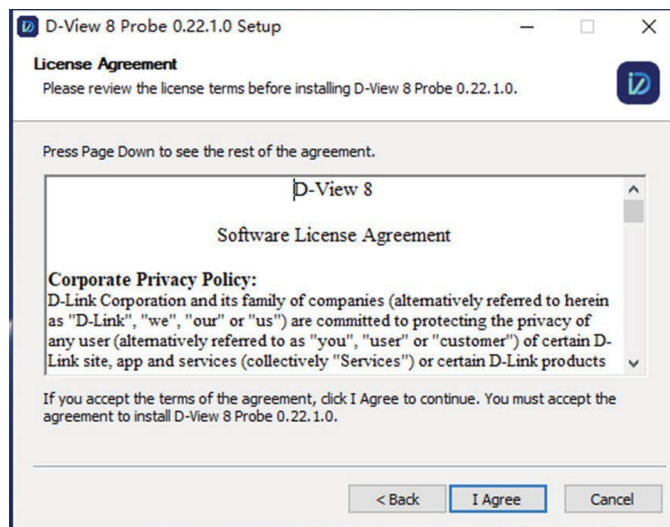 D-View 8 Probe 0.22.1.0 Setup
License Agreement
Please review the license terms before installing D-View 8 Probe 0.22.1.0.
Press Page Down to see the rest of the agreement.
D-View 8
Software License Agreement
Corporate Privacy Policy:
D-Link Corporation and its family of companies (alternatively referred to herein
as "D-Link", "we", "our" or "us") are committed to protecting the privacy of
any user (alternatively referred to as "you", "user" or "customer") of certain D-
Link site, app and services (collectively "Services") or certain D-Link products
If you accept the terms of the agreement, click I Agree to continue. You must accept the
agreement to install D-View 8 Probe 0.22.1.0.
< Back I Agree Cancel